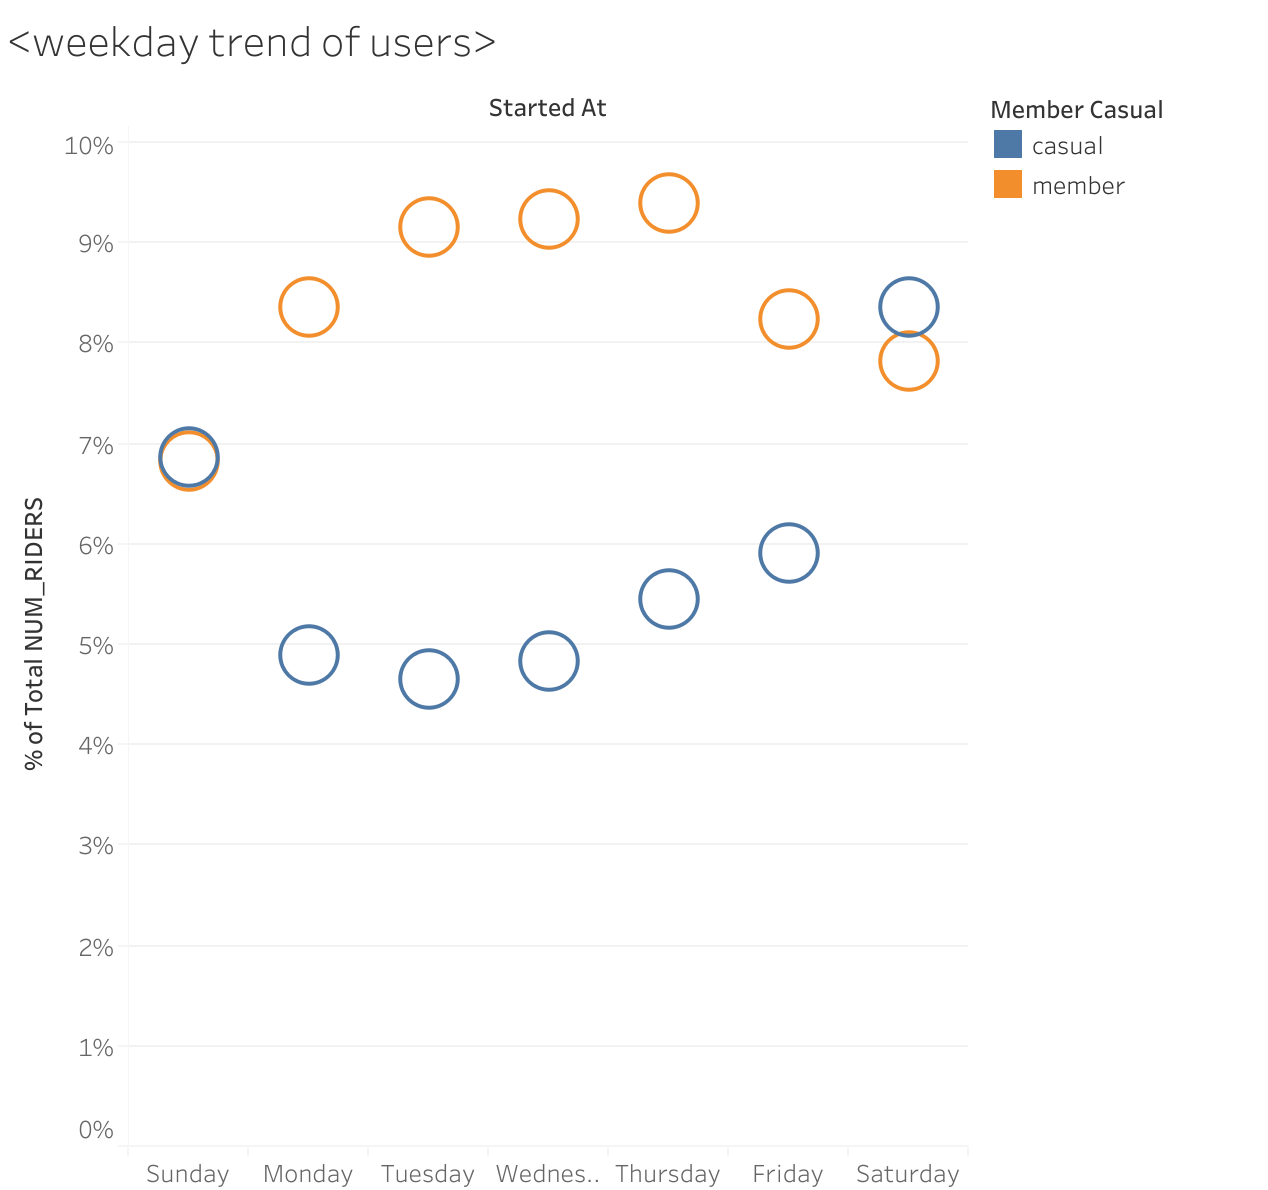 <weekday trend of users>
Started At
Member Casual
casual
member
% of Total NUM_RIDERS
10%
9%
8%
7%
6%
5%
4%
3%
2%
1%
0%
Sunday Monday Tuesday Wednes.. Thursday Friday Saturday